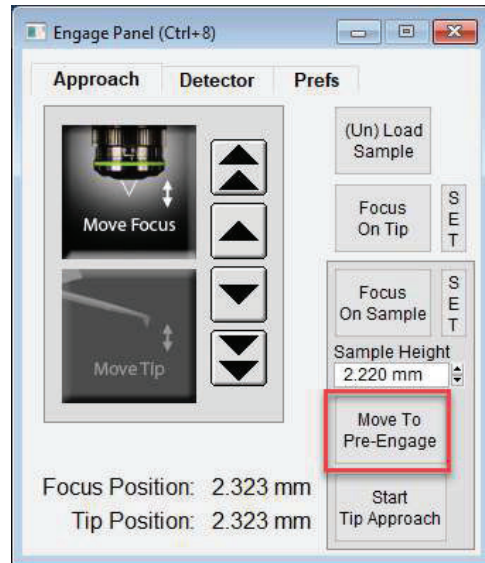 Engage Panel (Ctrl+8)
Approach
Detector
Prefs
Move Focus
Move Tip
(Un) Load
Sample
Focus
On Tip
S
E
T
Focus
On Sample
S
E
T
Sample Height
2.220 mm
Move To
Pre-Engage
Start
Tip Approach
Focus Position: 2.323 mm
Tip Position: 2.323 mm